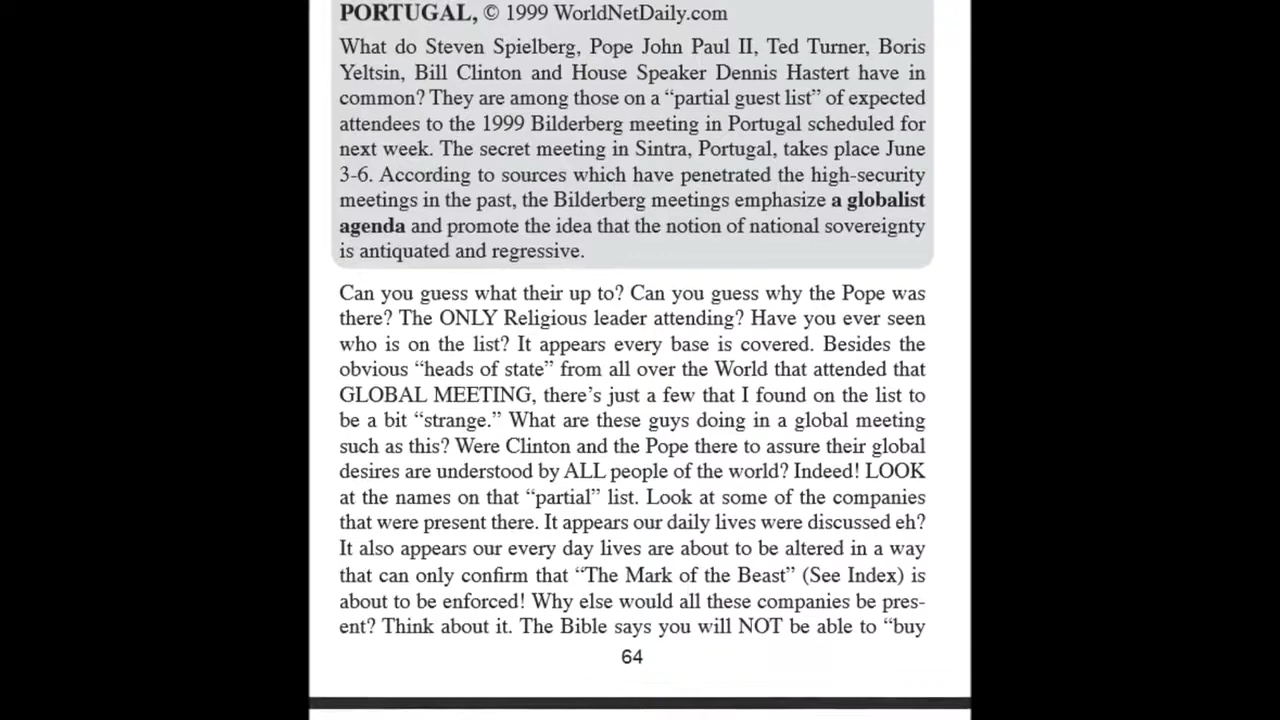 PORTUGAL, © 1999 WorldNetDaily.com
What do Steven Spielberg, Pope John Paul II, Ted Turner, Boris
Yeltsin, Bill Clinton and House Speaker Dennis Hastert have in
common? They are among those on a “partial guest list” of expected
attendees to the 1999 Bilderberg meeting in Portugal scheduled for
next week. The secret meeting in Sintra, Portugal, takes place June
3-6. According to sources which have penetrated the high-security
meetings in the past, the Bilderberg meetings emphasize a globalist
agenda and promote the idea that the notion of national sovereignty
is antiquated and regressive.
Can you guess what their up to? Can you guess why the Pope was
there? The ONLY Religious leader attending? Have you ever seen
who is on the list? It appears every base is covered. Besides the
obvious “heads of state” from all over the World that attended that
GLOBAL MEETING, there’s just a few that I found on the list to
be a bit “strange.” What are these guys doing in a global meeting
such as this? Were Clinton and the Pope there to assure their global
desires are understood by ALL people of the world? Indeed! LOOK
at the names on that “partial” list. Look at some of the companies
that were present there. It appears our daily lives were discussed eh?
It also appears our every day lives are about to be altered in a way
that can only confirm that “The Mark of the Beast” (See Index) is
about to be enforced! Why else would all these companies be pres-
ent? Think about it. The Bible says you will NOT be able to “buy
64